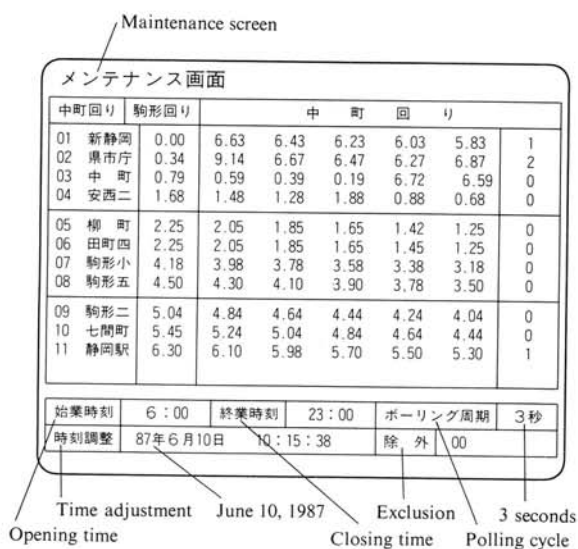 Maintenance screen
メンテナンス画面
中町回り 駒形回り 中町回り
01 新静岡 0.00 6.63 6.43 6.23 6.03 5.83 1
02 県市庁 0.34 9.14 6.67 6.47 6.27 6.87 2
03 中町 0.79 0.59 0.39 0.19 6.72 6.59 0
04 安西二 1.68 1.48 1.28 1.88 0.88 0.68 0
05 柳町 2.25 2.05 1.85 1.65 1.42 1.25 0
06 田町四 2.25 2.05 1.85 1.65 1.45 1.25 0
07 駒形小 4.18 3.98 3.78 3.58 3.38 3.18 0
08 駒形五 4.50 4.30 4.10 3.90 3.78 3.50 0
09 駒形二 5.04 4.84 4.64 4.44 4.24 4.04 0
10 七間町 5.45 5.24 5.04 4.84 4.64 4.44 0
11 静岡駅 6.30 6.10 5.98 5.70 5.50 5.30 1
始業時刻 6：00 終業時刻 23：00 ポーリング周期 3秒
時刻調整 87年6月10日 10：15：38 除外 00
Time adjustment June 10, 1987 Exclusion 3 seconds
Opening time Closing time Polling cycle